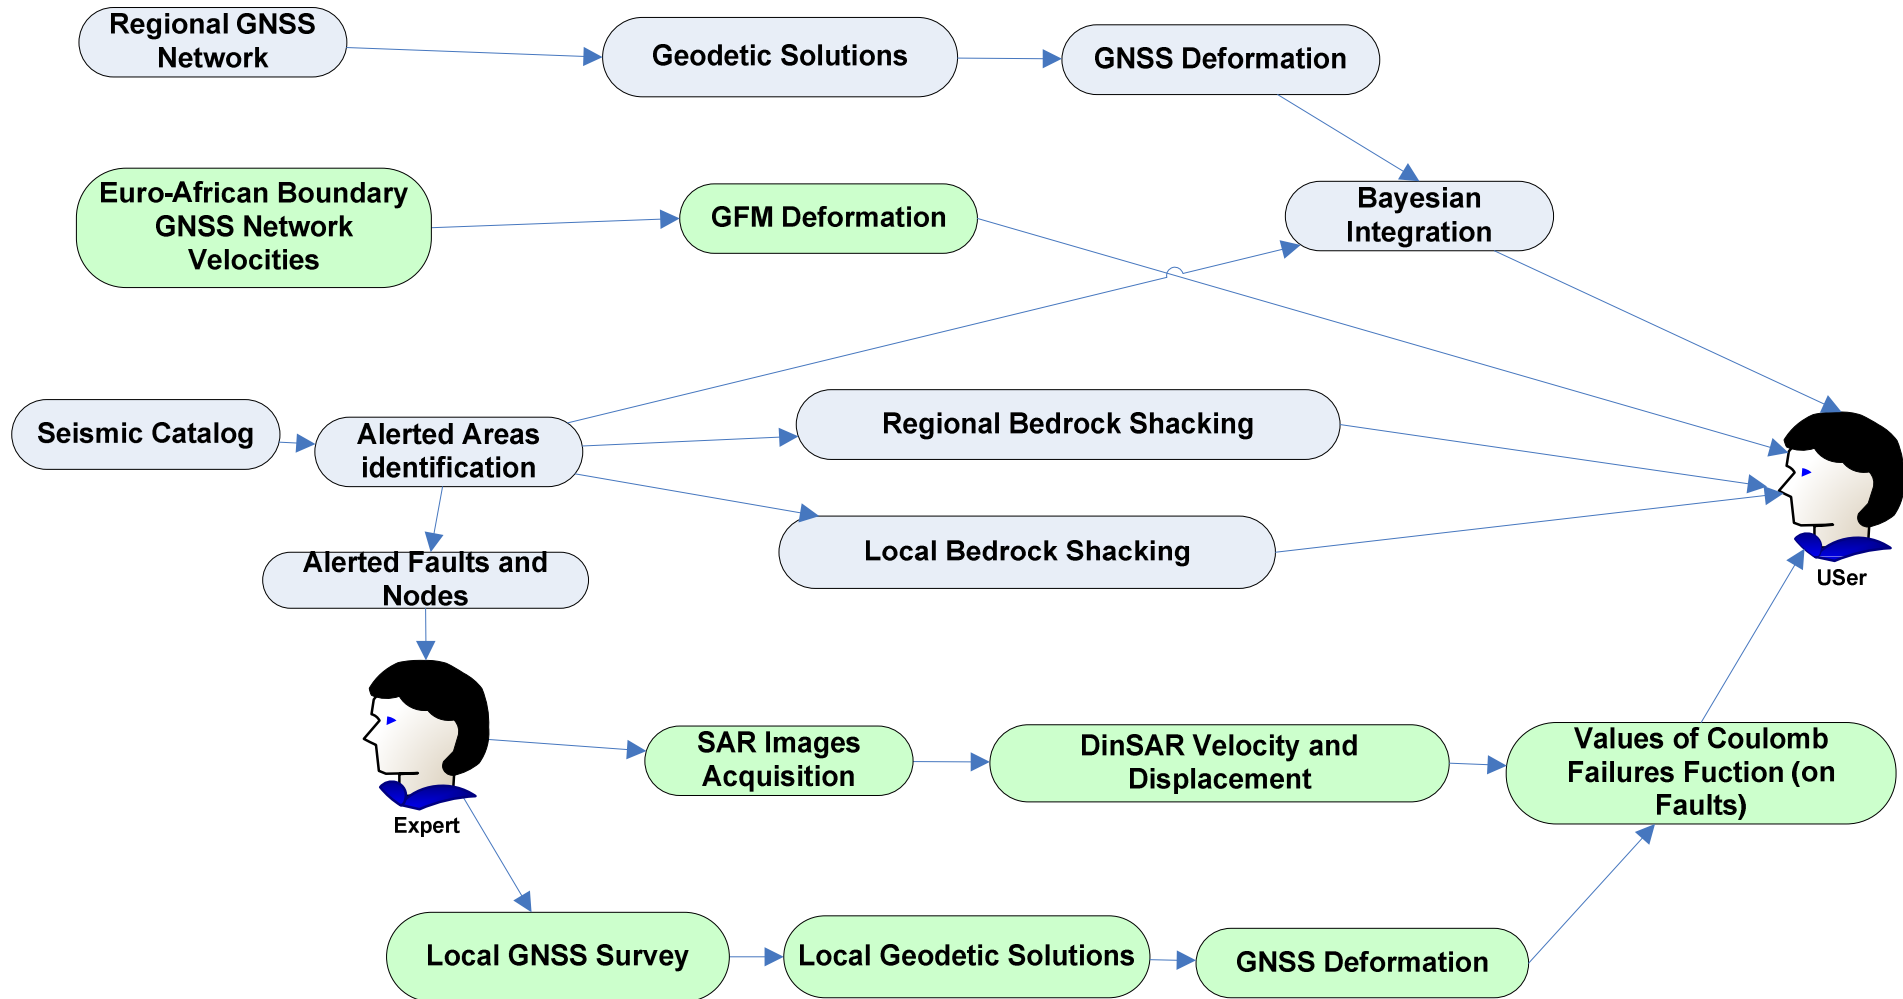 Regional GNSS
Network
Geodetic Solutions
GNSS Deformation
Euro-African Boundary
GNSS Network
Velocities
GFM Deformation
Bayesian
Integration
Seismic Catalog
Alerted Areas
identification
Regional Bedrock Shacking
Local Bedrock Shacking
USer
Alerted Faults and
Nodes
Expert
SAR Images
Acquisition
DinSAR Velocity and
Displacement
Values of Coulomb
Failures Fuction (on
Faults)
Local GNSS Survey
Local Geodetic Solutions
GNSS Deformation